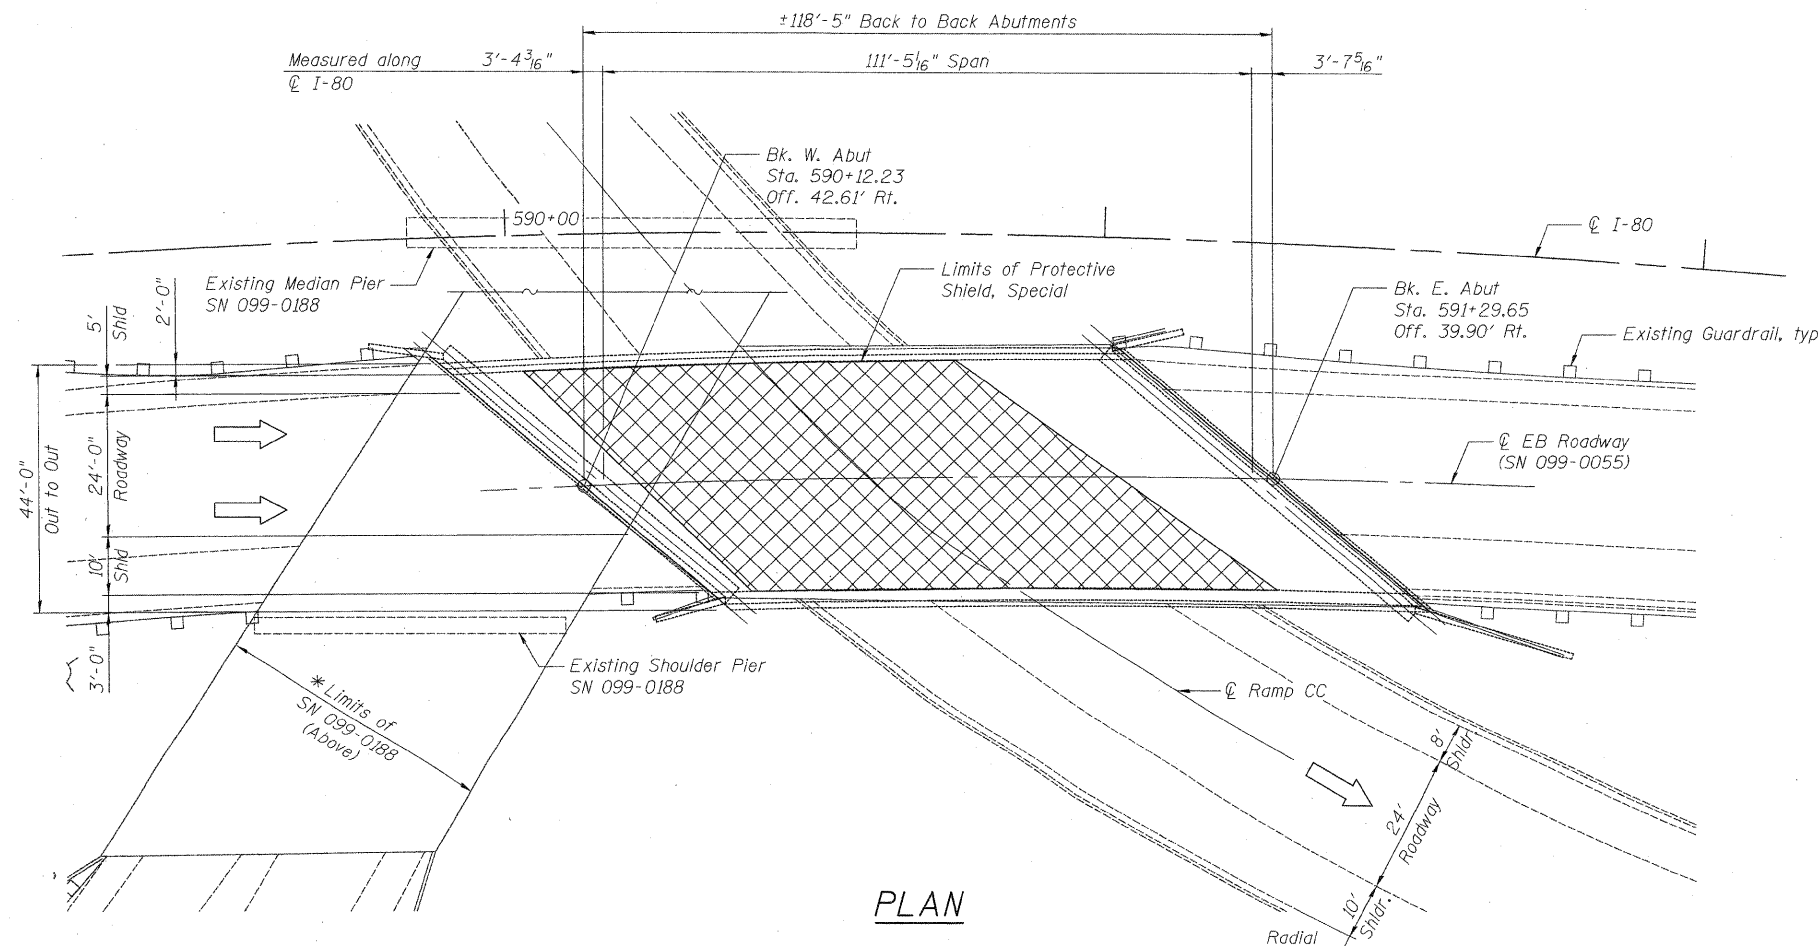 ±118'-5" Back to Back Abutments
Measured along
℄ I-80
3'-4 3/16"
111'-5 1/16" Span
3'-7 5/16"
Bk. W. Abut
Sta. 590+12.23
Off. 42.61' Rt.
590+00
℄ I-80
Existing Median Pier
SN 099-0188
Limits of Protective
Shield, Special
Bk. E. Abut
Sta. 591+29.65
Off. 39.90' Rt.
Existing Guardrail, typ
5'
Shld
2'-0"
44'-0"
Out to Out
24'-0"
Roadway
10'
Shld
3'-0"
℄ EB Roadway
(SN 099-0055)
Existing Shoulder Pier
SN 099-0188
* Limits of
SN 099-0188
(Above)
℄ Ramp CC
8'
Shldr.
24'
Roadway
10'
Shldr.
Radial
PLAN